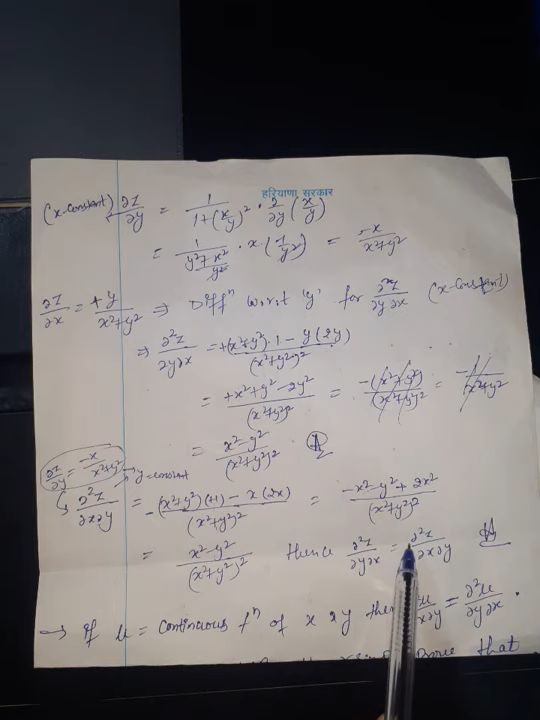 हरियाणा सरकार
(x-constant) ∂z/∂y = 1/(1+(x/y)²) · ∂/∂y (x/y)
= 1/((y²+x²)/y²) · x · (-1/y²) = -x/(x²+y²)
∂z/∂x = +y/(x²+y²) ⇒ Diffⁿ w.r.t 'y' for ∂²z/∂y∂x (x-constant)
⇒ ∂²z/∂y∂x = +(x²+y²)·1 - y(2y)/(x²+y²)²
= +x²+y²-2y²/(x²+y²)² =
= x²-y²/(x²+y²)²
∂z/∂y = -x/(x²+y²) → y=constant
∂²z/∂x∂y = -(x²+y²)(+1) - x(2x)/(x²+y²)² = -x²-y²+2x²/(x²+y²)²
= x²-y²/(x²+y²)² Hence ∂²z/∂y∂x = ∂²z/∂x∂y
→ If u = continuous fⁿ of x & y then = ∂²u/∂y∂x .
prove that